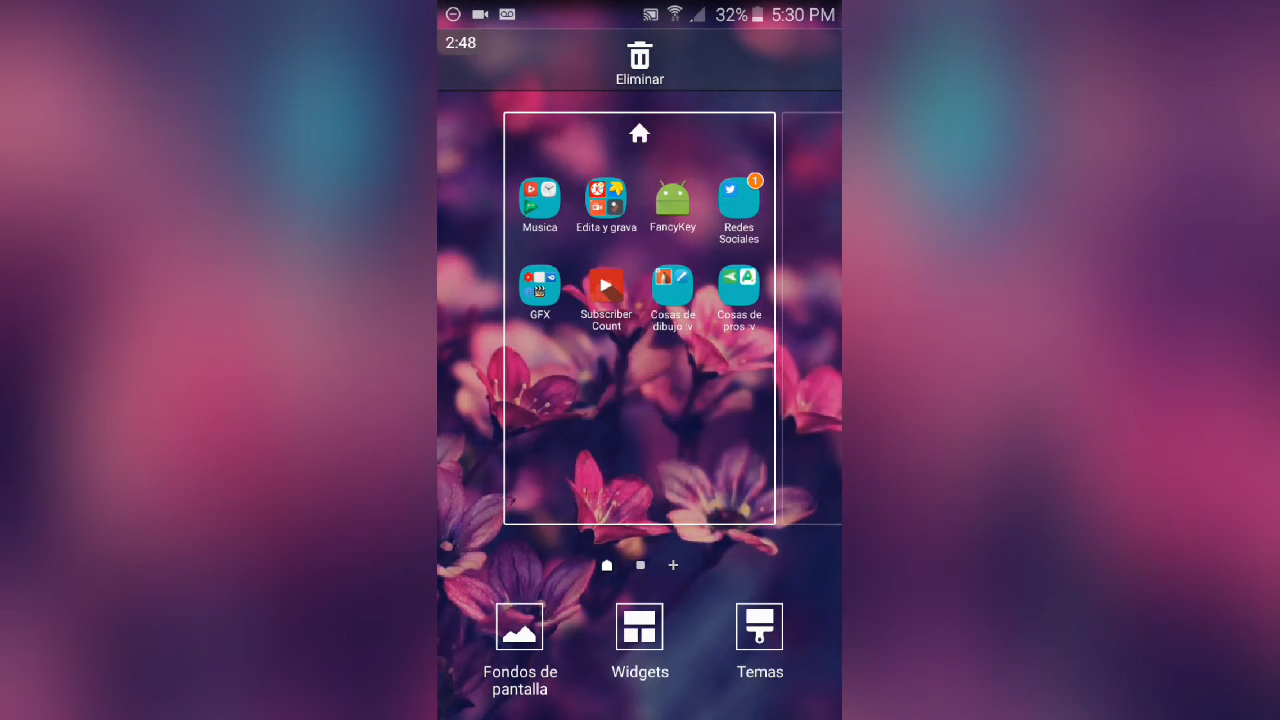 32% 5:30 PM
2:48
Eliminar
1
Musica
Edita y grava
FancyKey
Redes
Sociales
GFX
Subscriber
Count
Cosas de
dibujo :v
Cosas de
pros :v
Fondos de
pantalla
Widgets
Temas